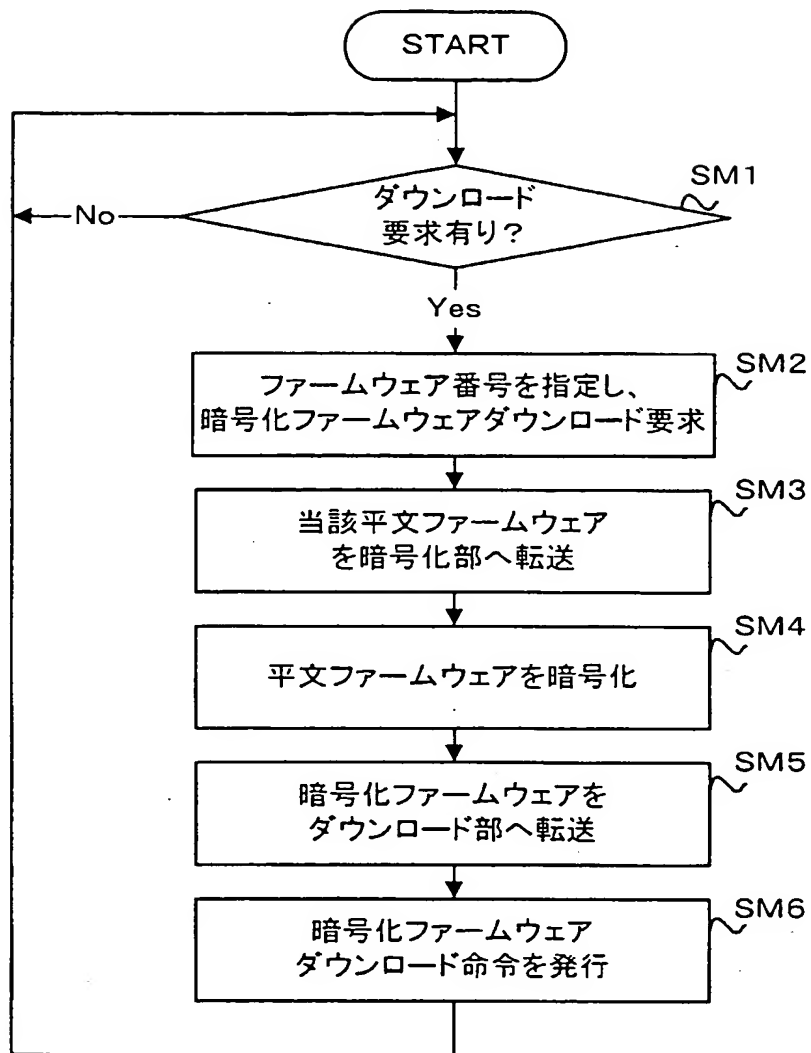 START
SM1
ダウンロード
要求有り?
No
Yes
SM2
ファームウェア番号を指定し、
暗号化ファームウェアダウンロード要求
SM3
当該平文ファームウェア
を暗号化部へ転送
SM4
平文ファームウェアを暗号化
SM5
暗号化ファームウェアを
ダウンロード部へ転送
SM6
暗号化ファームウェア
ダウンロード命令を発行